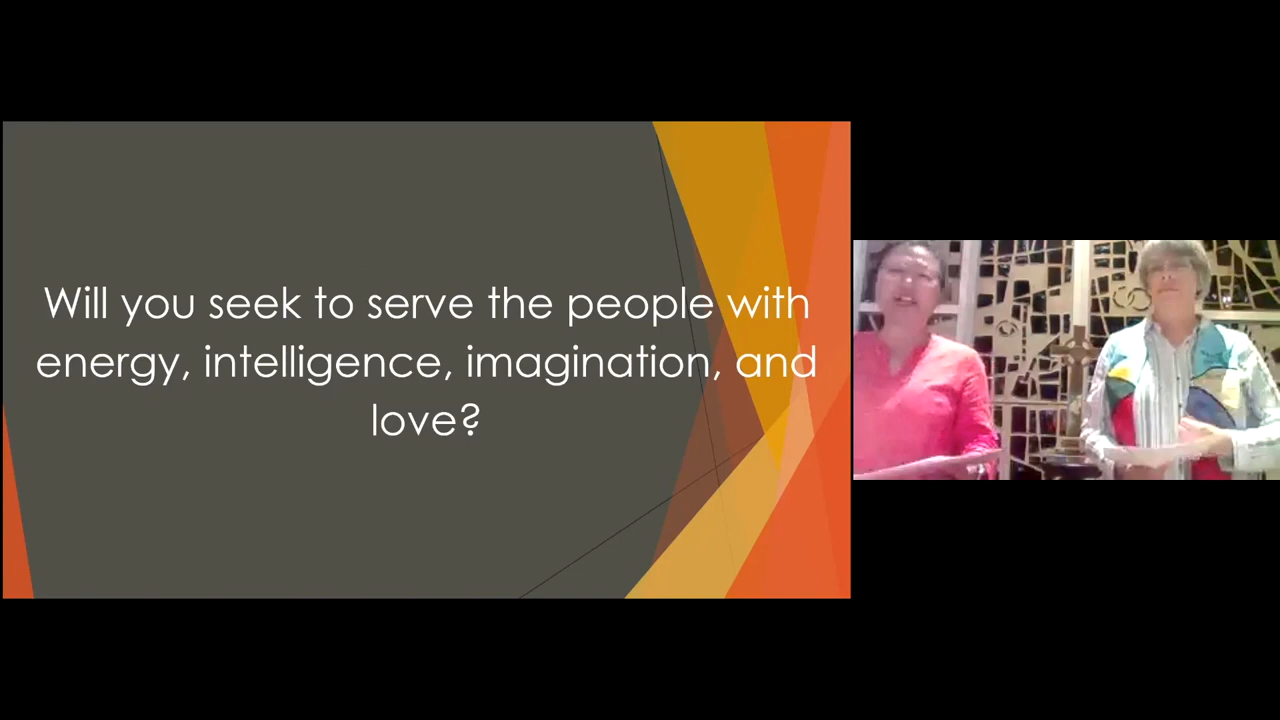 Will you seek to serve the people with
energy, intelligence, imagination, and
love?